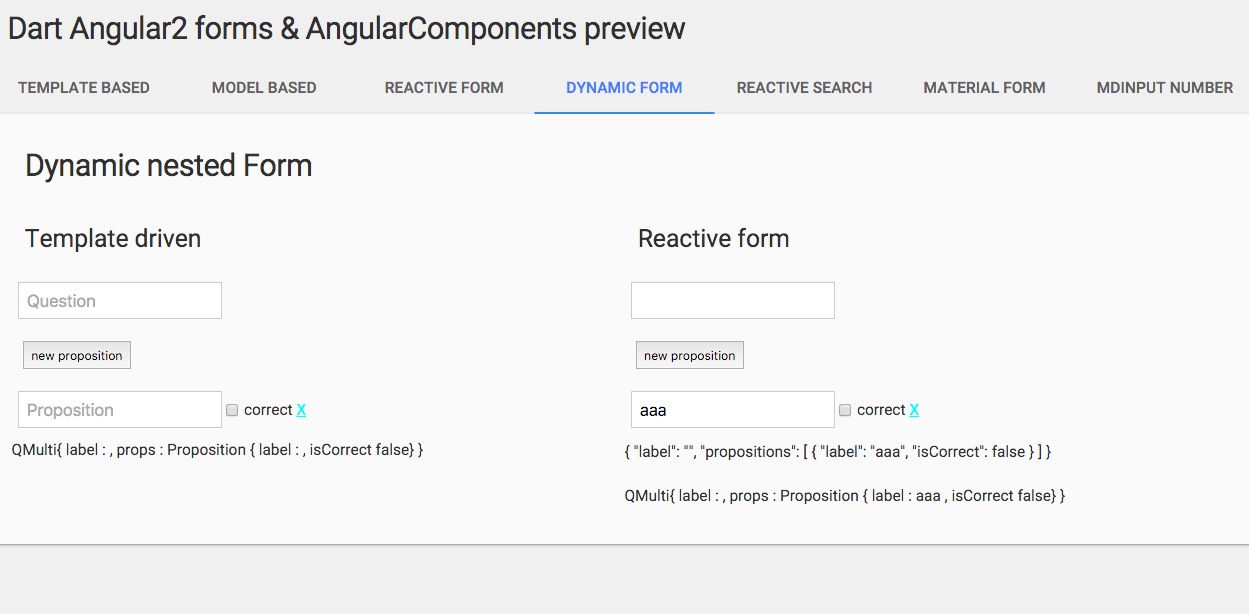 Dart Angular2 forms & AngularComponents preview
TEMPLATE BASED MODEL BASED REACTIVE FORM DYNAMIC FORM REACTIVE SEARCH MATERIAL FORM MDINPUT NUMBER
Dynamic nested Form
Template driven
Question
new proposition
Proposition correct X
QMulti{ label : , props : Proposition { label : , isCorrect false} }
Reactive form
new proposition
aaa correct X
{ "label": "", "propositions": [ { "label": "aaa", "isCorrect": false } ] }
QMulti{ label : , props : Proposition { label : aaa , isCorrect false} }